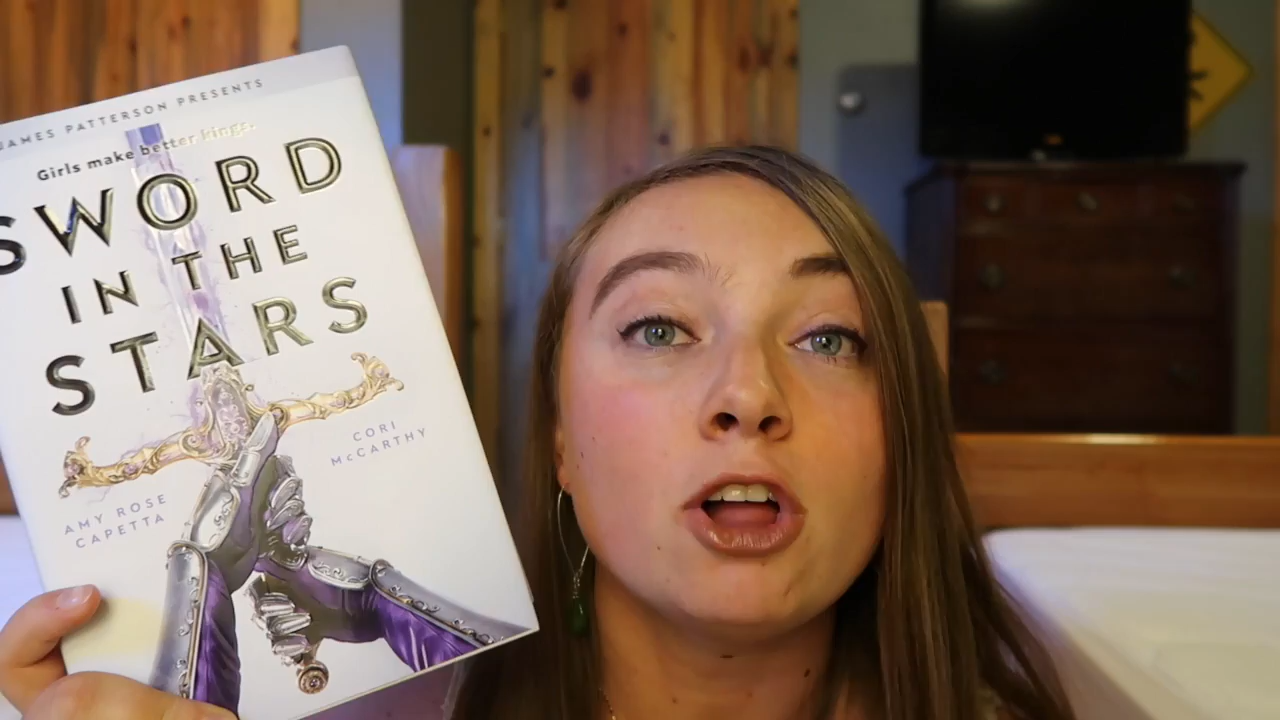 JAMES PATTERSON PRESENTS
Girls make better kings.
SWORD
IN THE
STARS
CORI
McCARTHY
AMY ROSE
CAPETTA